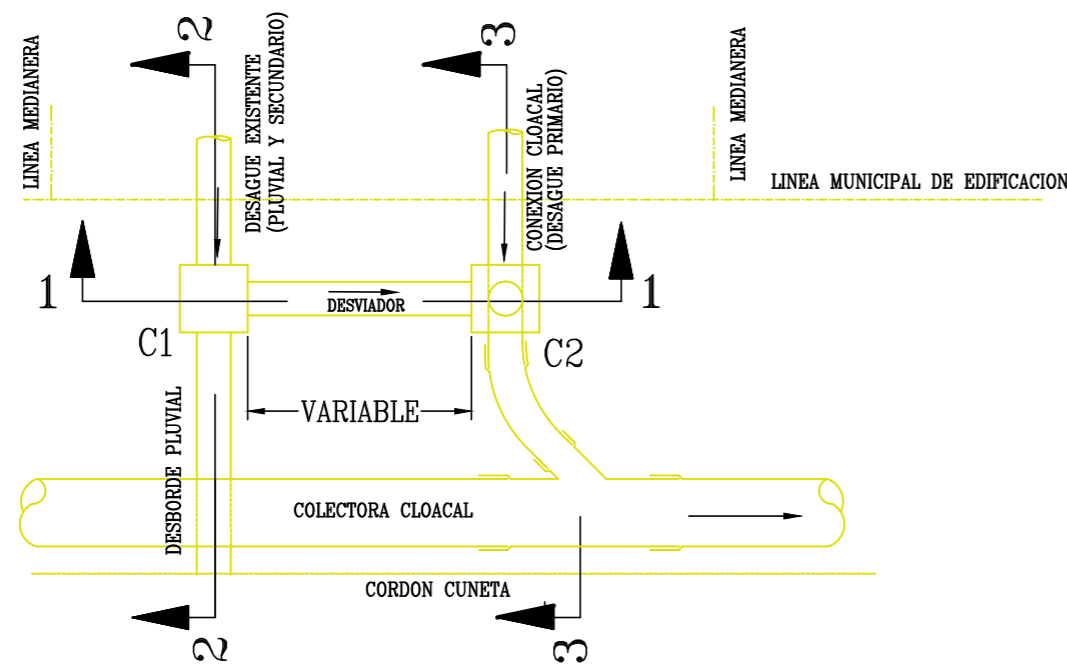 2
3
LINEA MEDIANERA
DESAGUE EXISTENTE
(PLUVIAL Y SECUNDARIO)
CONEXION CLOACAL
(DESAGUE PRIMARIO)
LINEA MEDIANERA
LINEA MUNICIPAL DE EDIFICACION
1
DESVIADOR
1
C1
C2
VARIABLE
DESBORDE PLUVIAL
COLECTORA CLOACAL
CORDON CUNETA
2
3